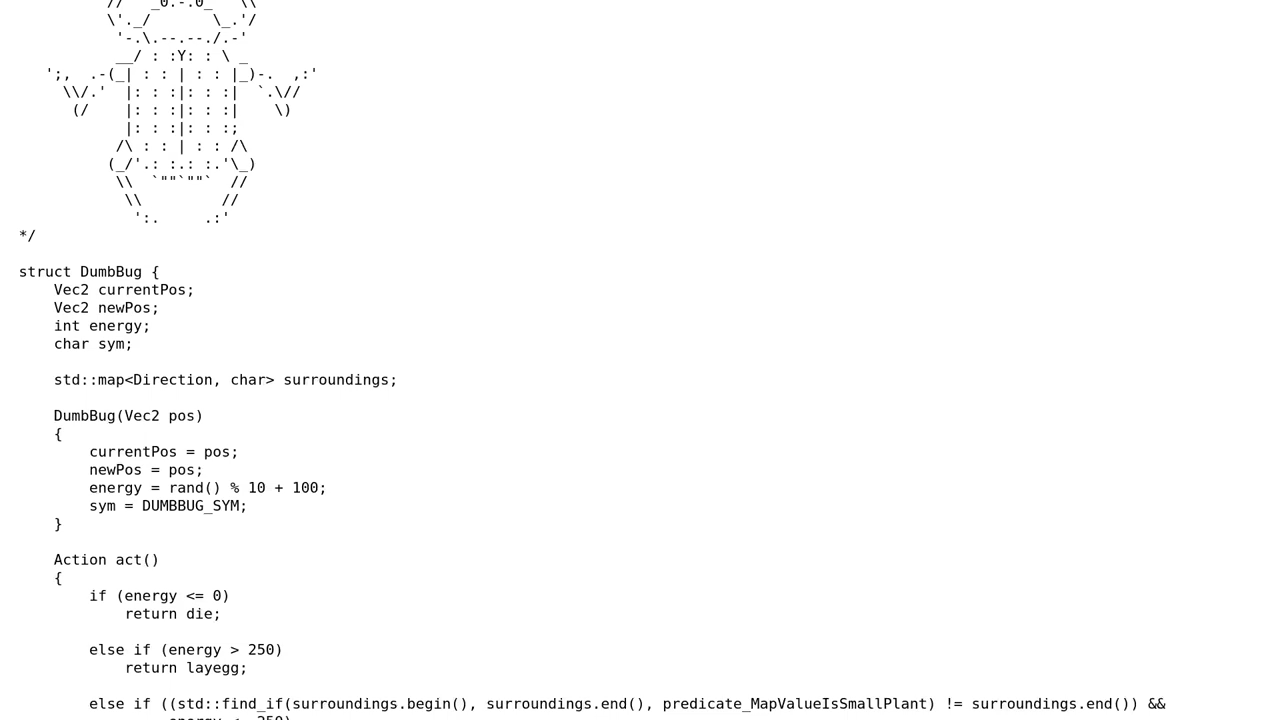 //   _0.-.0_   \\
          \'._/       \_.'/
           '-.\.--.--./.-'
           __/ : :Y: : \ _
   ';,  .-(_| : : | : : |_)-.  ,:'
     \\/.'  |: : :|: : :|  `.\//
      (/    |: : :|: : :|    \)
            |: : :|: : :;
           /\ : : | : : /\
          (_/'.: :.: :.'\_)
           \\  `""`""`  //
            \\         //
             ':.     .:'
*/
struct DumbBug {
    Vec2 currentPos;
    Vec2 newPos;
    int energy;
    char sym;
    std::map<Direction, char> surroundings;
    DumbBug(Vec2 pos)
    {
        currentPos = pos;
        newPos = pos;
        energy = rand() % 10 + 100;
        sym = DUMBBUG_SYM;
    }
    Action act()
    {
        if (energy <= 0)
            return die;
        else if (energy > 250)
            return layegg;
        else if ((std::find_if(surroundings.begin(), surroundings.end(), predicate_MapValueIsSmallPlant) != surroundings.end()) &&